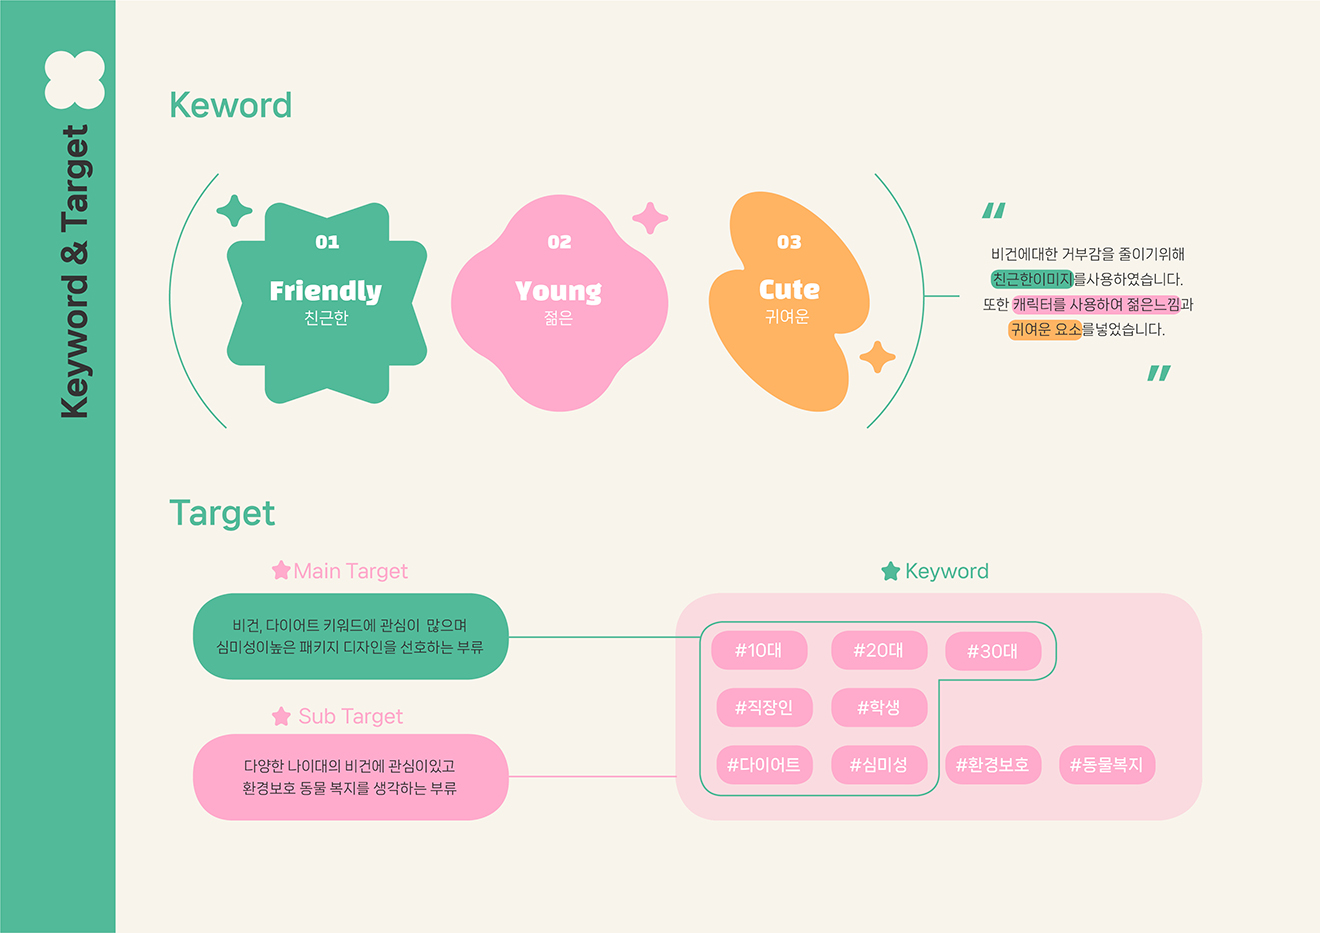 Keyword & Target
Keword
01
Friendly
친근한
02
Young
젊은
03
Cute
귀여운
"
비건에대한 거부감을 줄이기위해
친근한이미지를사용하였습니다.
또한 캐릭터를 사용하여 젊은느낌과
귀여운 요소를넣었습니다.
"
Target
Main Target
비건, 다이어트 키워드에 관심이 많으며
심미성이높은 패키지 디자인을 선호하는 부류
Sub Target
다양한 나이대의 비건에 관심이있고
환경보호 동물 복지를 생각하는 부류
Keyword
#10대 #20대 #30대
#직장인 #학생
#다이어트 #심미성 #환경보호 #동물복지